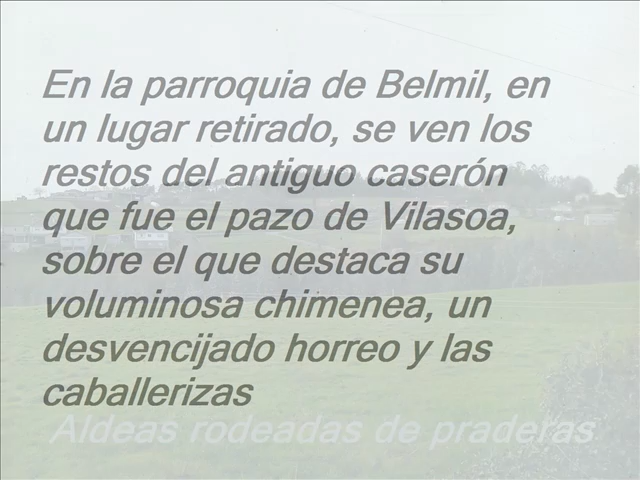 En la parroquia de Belmil, en
un lugar retirado, se ven los
restos del antiguo caserón
que fue el pazo de Vilasoa,
sobre el que destaca su
voluminosa chimenea, un
desvencijado horreo y las
caballerizas
Aldeas rodeadas de praderas